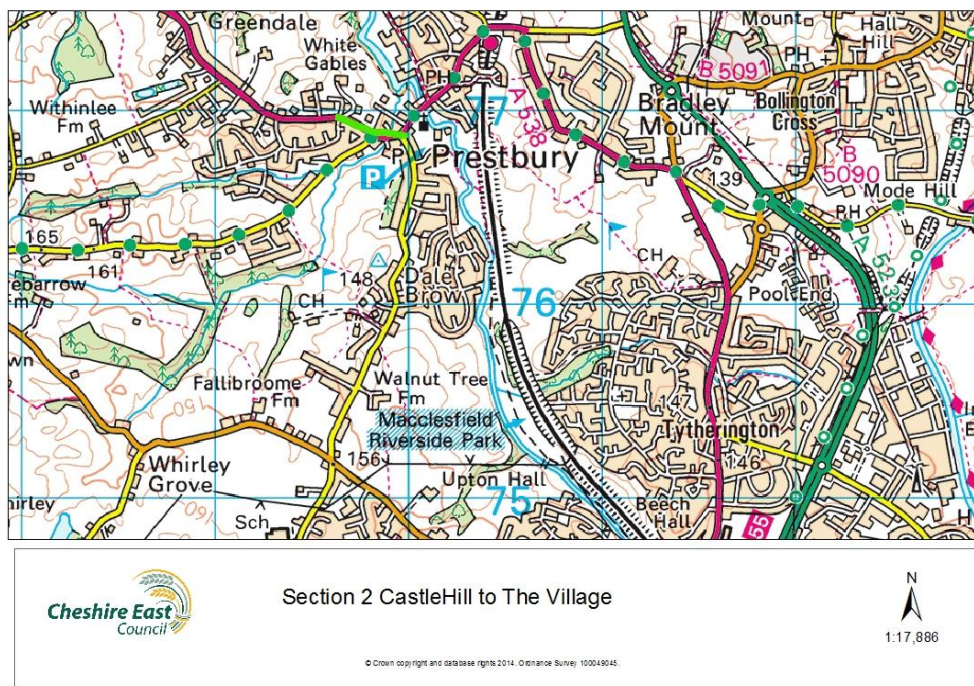 Greendale
White
Gables
Withinlee
Fm
PH
77
A 538
Prestbury
P
P
Mount
PH
Hall
Hill
B 5091
Bradley
Mount
Bollington
Cross
B
5090
139
Mode Hill
PH
A 523
165
161
Fm
148
CH
Dale
Brow
76
CH
Pool End
Fallibroome
Fm
160
Walnut Tree
Fm
Macclesfield
Riverside Park
147
Tytherington
146
Whirley
Grove
156
Upton Hall
75
160
Sch
Beech
Hall
55
Cheshire East
Council
Section 2 CastleHill to The Village
N
1:17,886
© Crown copyright and database rights 2014. Ordnance Survey 100049045.